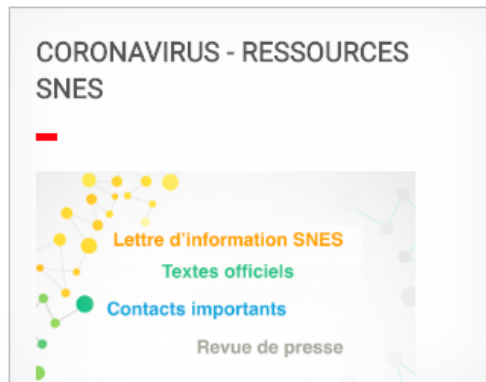 CORONAVIRUS - RESSOURCES
SNES
Lettre d'information SNES
Textes officiels
Contacts importants
Revue de presse